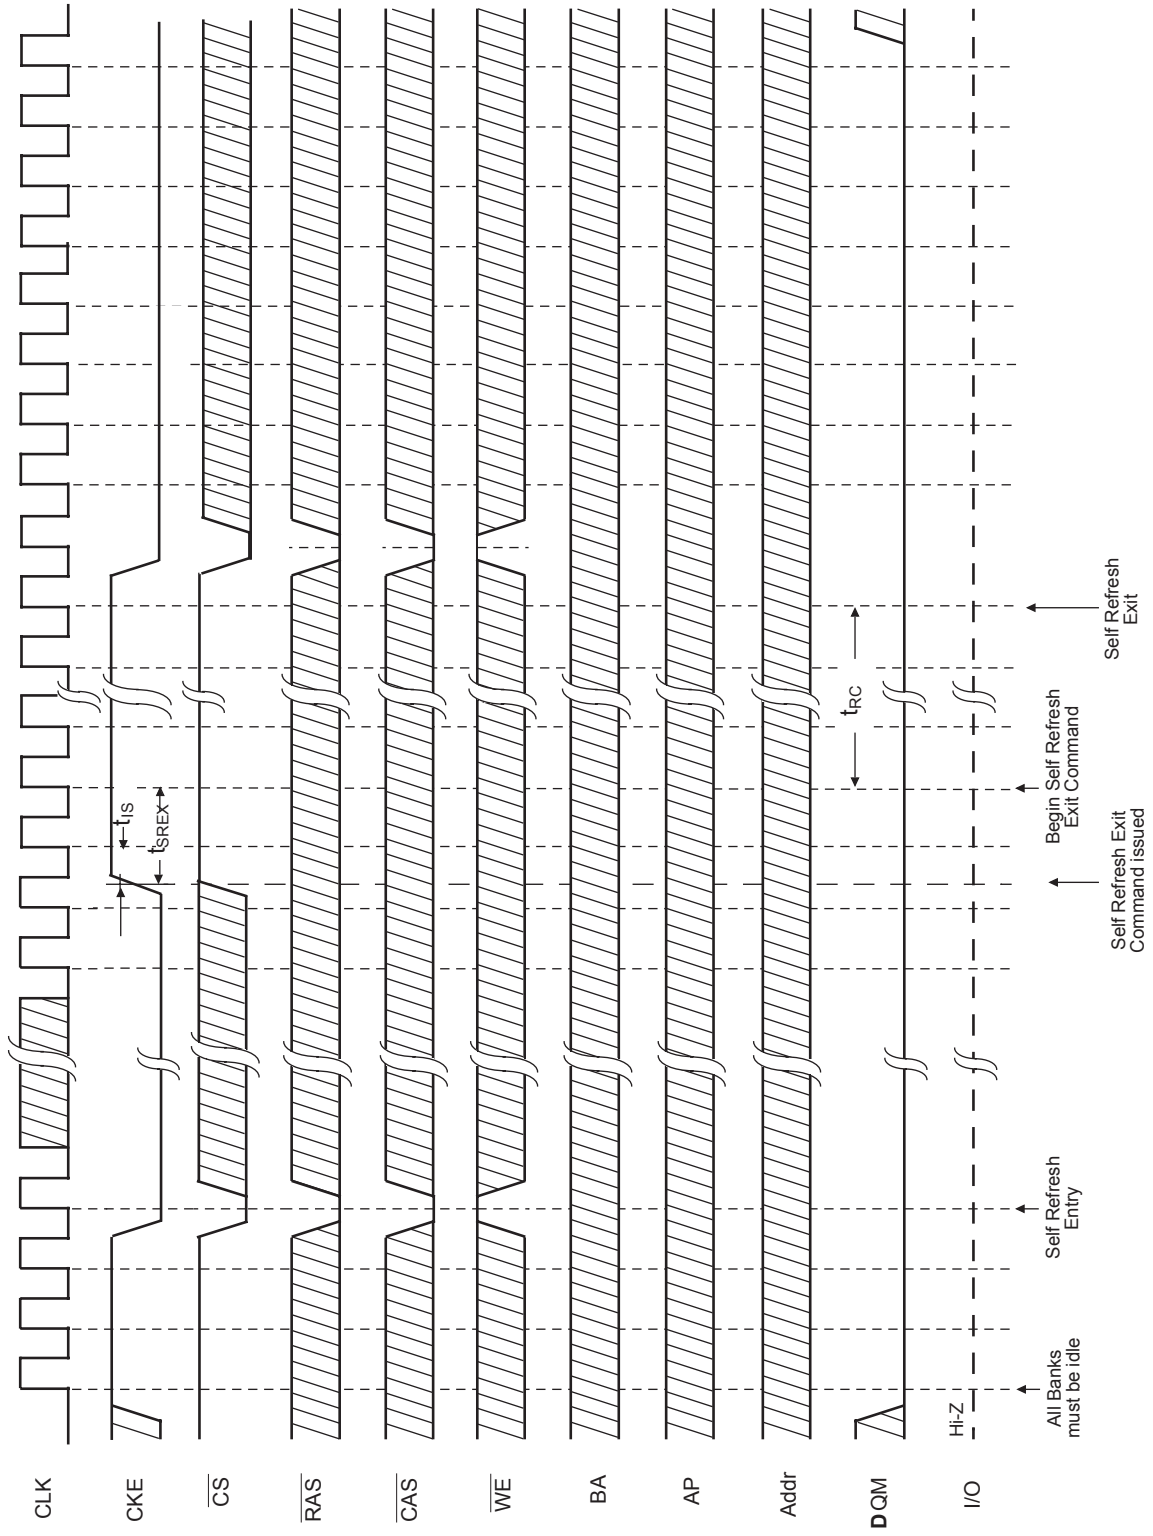 CLK
CKE
CS
RAS
CAS
WE
BA
AP
Addr
DQM
I/O
Hi-Z
tIS
tSREX
tRC
All Banks
must be idle
Self Refresh
Entry
Self Refresh Exit
Command issued
Begin Self Refresh
Exit Command
Self Refresh
Exit